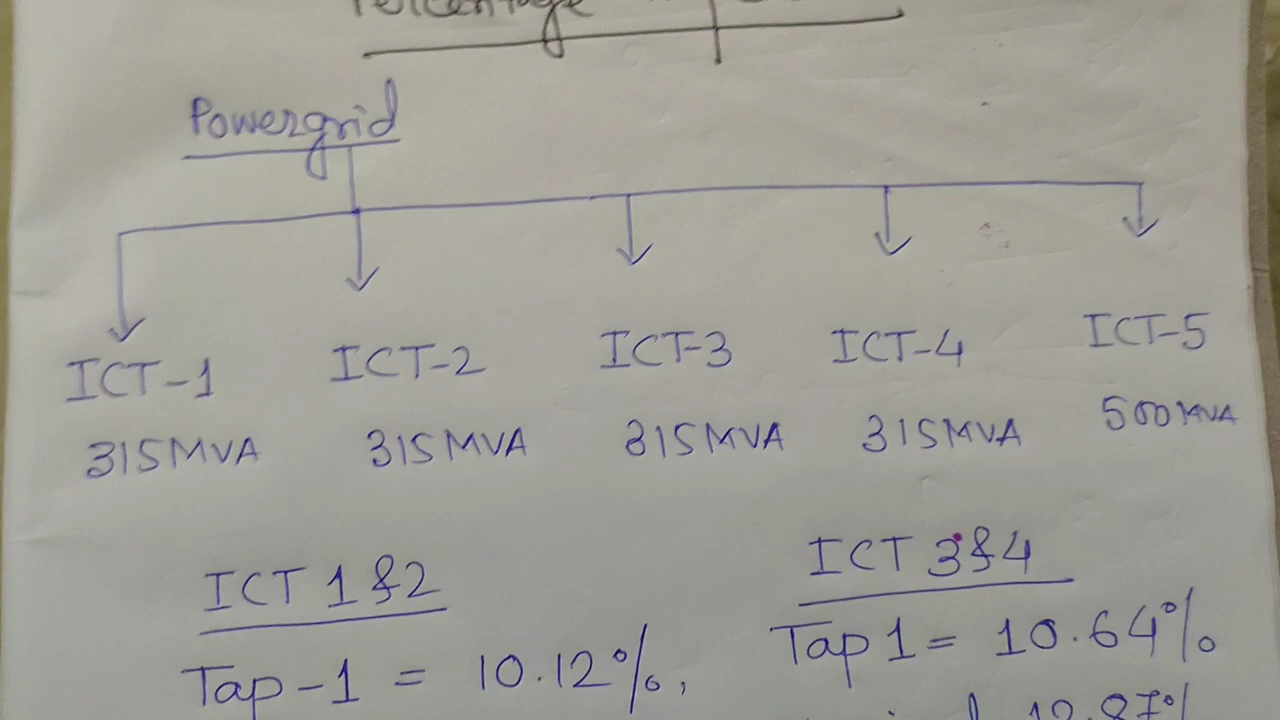 Percentage
Powergrid
ICT-1 ICT-2 ICT-3 ICT-4 ICT-5
315MVA 315MVA 315MVA 315MVA 500MVA
ICT 1&2 ICT 3&4
Tap-1 = 10.12%, Tap 1 = 10.64%